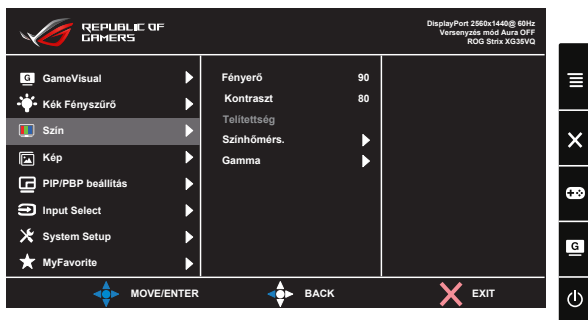 REPUBLIC OF
GAMERS
DisplayPort 2560x1440@ 60Hz
Versenyzés mód Aura OFF
ROG Strix XG35VQ
G GameVisual
Kék Fényszűrő
Szín
Kép
PIP/PBP beállítás
Input Select
System Setup
MyFavorite
Fényerő 90
Kontraszt 80
Telítettség
Színhőmérs.
Gamma
MOVE/ENTER
BACK
EXIT
G